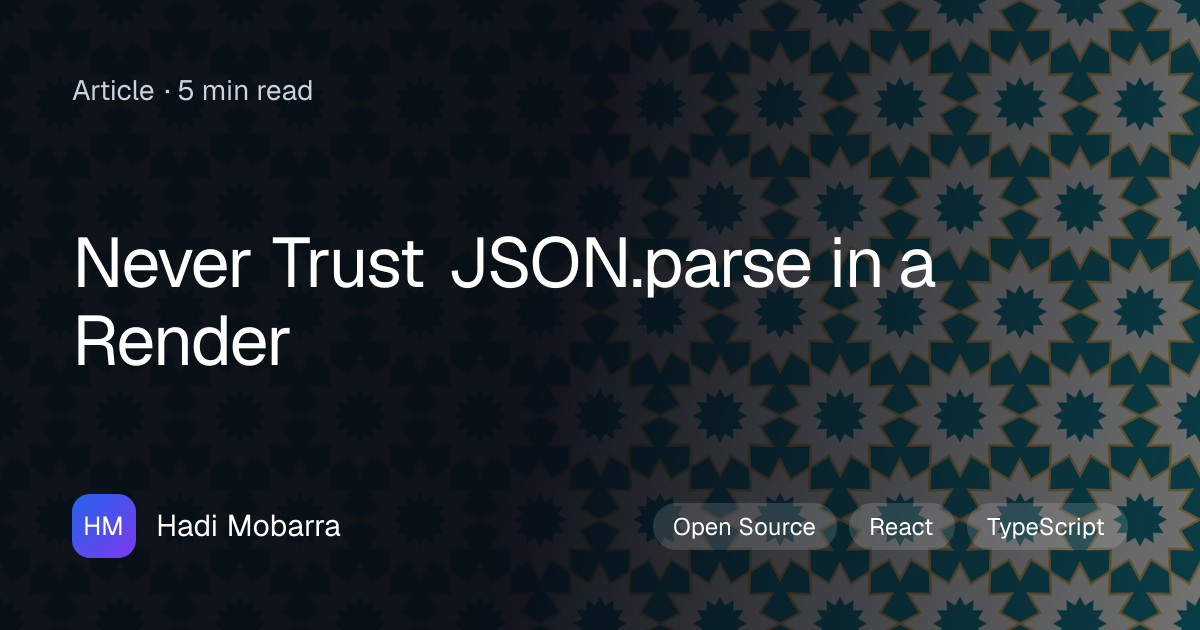 Article · 5 min read
Never Trust JSON.parse in a
Render
HM
Hadi Mobarra
Open Source
React
TypeScript